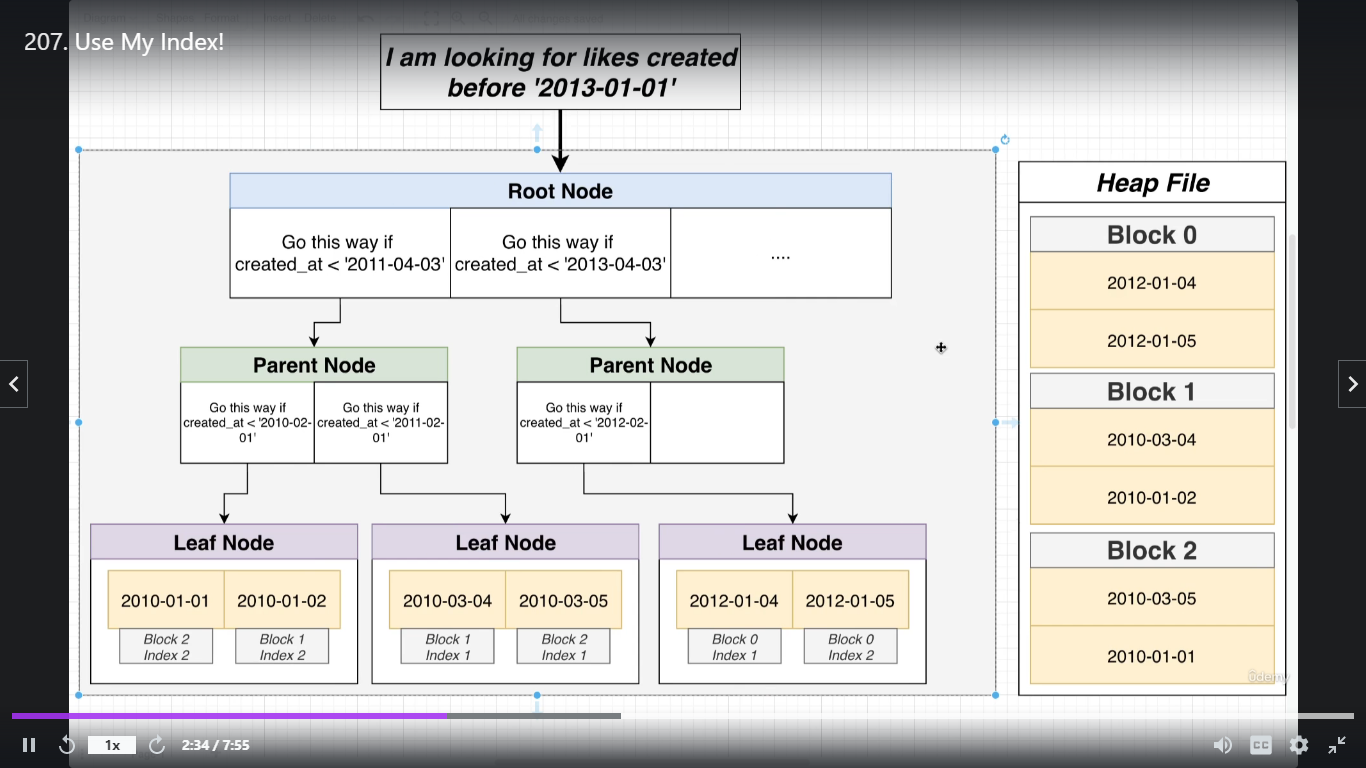 207. Use My Index!
I am looking for likes created
before '2013-01-01'
Root Node
Go this way if
created_at < '2011-04-03'
Go this way if
created_at < '2013-04-03'
....
Parent Node
Go this way if
created_at < '2010-02-
01'
Go this way if
created_at < '2011-02-
01'
Parent Node
Go this way if
created_at < '2012-02-
01'
Leaf Node
2010-01-01
Block 2
Index 2
2010-01-02
Block 1
Index 2
Leaf Node
2010-03-04
Block 1
Index 1
2010-03-05
Block 2
Index 1
Leaf Node
2012-01-04
Block 0
Index 1
2012-01-05
Block 0
Index 2
Heap File
Block 0
2012-01-04
2012-01-05
Block 1
2010-03-04
2010-01-02
Block 2
2010-03-05
2010-01-01
ûdemy
1x
2:34 / 7:55
CC